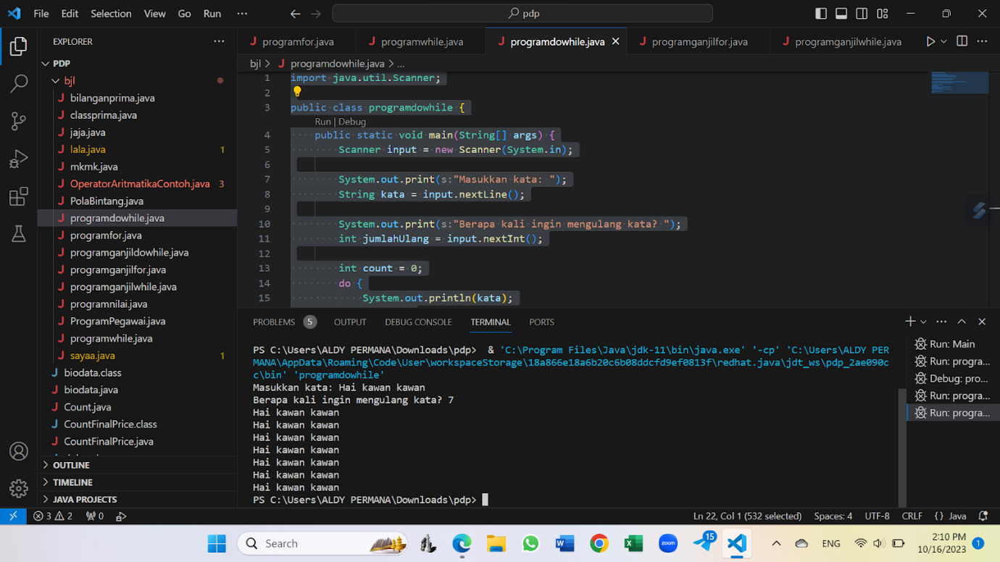 File Edit Selection View Go Run ··· pdp
EXPLORER ···
PDP
bjl
bilanganprima.java
classprima.java
jaja.java
lala.java 1
mkmk.java
OperatorAritmatikaContoh.java 3
PolaBintang.java
programdowhile.java
programfor.java
programganjildowhile.java
programganjilfor.java
programganjilwhile.java
programnilai.java
ProgramPegawai.java
programwhile.java
sayaa.java 1
biodata.class
biodata.java
Count.java
CountFinalPrice.class
CountFinalPrice.java
OUTLINE
TIMELINE
JAVA PROJECTS
programfor.java programwhile.java programdowhile.java programganjilfor.java programganjilwhile.java
bjl > programdowhile.java > ...
1 import java.util.Scanner;
2
3 public class programdowhile {
Run | Debug
4 public static void main(String[] args) {
5 Scanner input = new Scanner(System.in);
6
7 System.out.print(s:"Masukkan kata: ");
8 String kata = input.nextLine();
9
10 System.out.print(s:"Berapa kali ingin mengulang kata? ");
11 int jumlahUlang = input.nextInt();
12
13 int count = 0;
14 do {
15 System.out.println(kata);
PROBLEMS 5 OUTPUT DEBUG CONSOLE TERMINAL PORTS
PS C:\Users\ALDY PERMANA\Downloads\pdp> & 'C:\Program Files\Java\jdk-11\bin\java.exe' '-cp' 'C:\Users\ALDY PER
MANA\AppData\Roaming\Code\User\workspaceStorage\18a866e18a6b20c6b08ddcfd9ef0813f\redhat.java\jdt_ws\pdp_2ae090c
c\bin' 'programdowhile'
Masukkan kata: Hai kawan kawan
Berapa kali ingin mengulang kata? 7
Hai kawan kawan
Hai kawan kawan
Hai kawan kawan
Hai kawan kawan
Hai kawan kawan
Hai kawan kawan
Hai kawan kawan
PS C:\Users\ALDY PERMANA\Downloads\pdp>
Run: Main
Run: progra...
Debug: pro...
Run: progra...
Run: progra...
3 2 0 Ln 22, Col 1 (532 selected) Spaces: 4 UTF-8 CRLF {} Java
Search zoom 15 ENG 2:10 PM
10/16/2023 1